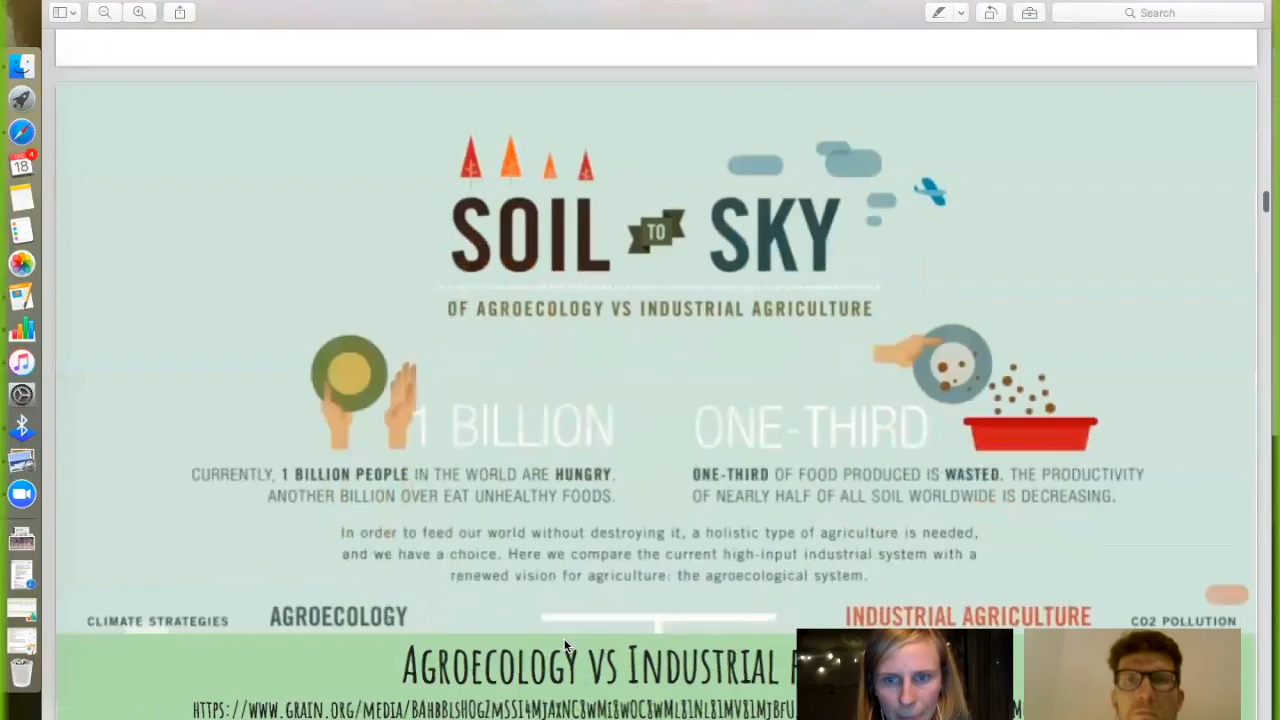 Search
4
18
SOIL TO SKY
OF AGROECOLOGY VS INDUSTRIAL AGRICULTURE
1 BILLION
CURRENTLY, 1 BILLION PEOPLE IN THE WORLD ARE HUNGRY.
ANOTHER BILLION OVER EAT UNHEALTHY FOODS.
ONE-THIRD
ONE-THIRD OF FOOD PRODUCED IS WASTED. THE PRODUCTIVITY
OF NEARLY HALF OF ALL SOIL WORLDWIDE IS DECREASING.
In order to feed our world without destroying it, a holistic type of agriculture is needed,
and we have a choice. Here we compare the current high-input industrial system with a
renewed vision for agriculture: the agroecological system.
CLIMATE STRATEGIES
AGROECOLOGY
INDUSTRIAL AGRICULTURE
CO2 POLLUTION
AGROECOLOGY VS INDUSTRIAL